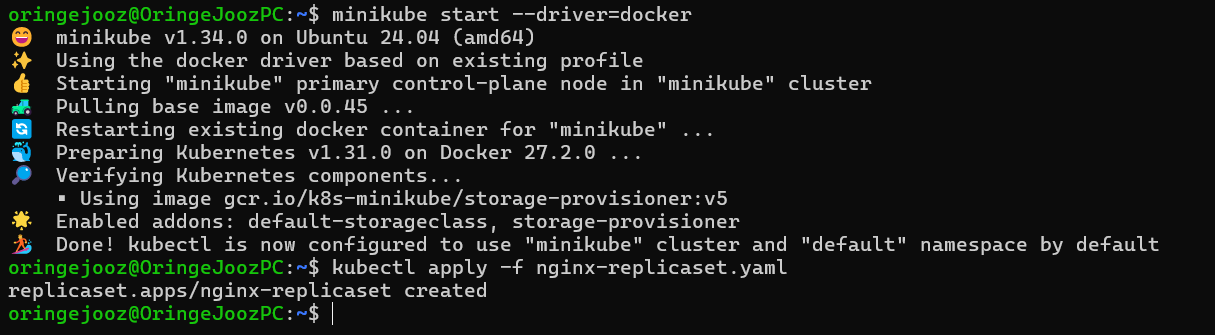 oringejooz@OringeJoozPC:~$ minikube start --driver=docker
😄 minikube v1.34.0 on Ubuntu 24.04 (amd64)
✨ Using the docker driver based on existing profile
👍 Starting "minikube" primary control-plane node in "minikube" cluster
🚜 Pulling base image v0.0.45 ...
🔄 Restarting existing docker container for "minikube" ...
🐳 Preparing Kubernetes v1.31.0 on Docker 27.2.0 ...
🔎 Verifying Kubernetes components...
▪ Using image gcr.io/k8s-minikube/storage-provisioner:v5
🌟 Enabled addons: default-storageclass, storage-provisioner
🏄 Done! kubectl is now configured to use "minikube" cluster and "default" namespace by default
oringejooz@OringeJoozPC:~$ kubectl apply -f nginx-replicaset.yaml
replicaset.apps/nginx-replicaset created
oringejooz@OringeJoozPC:~$